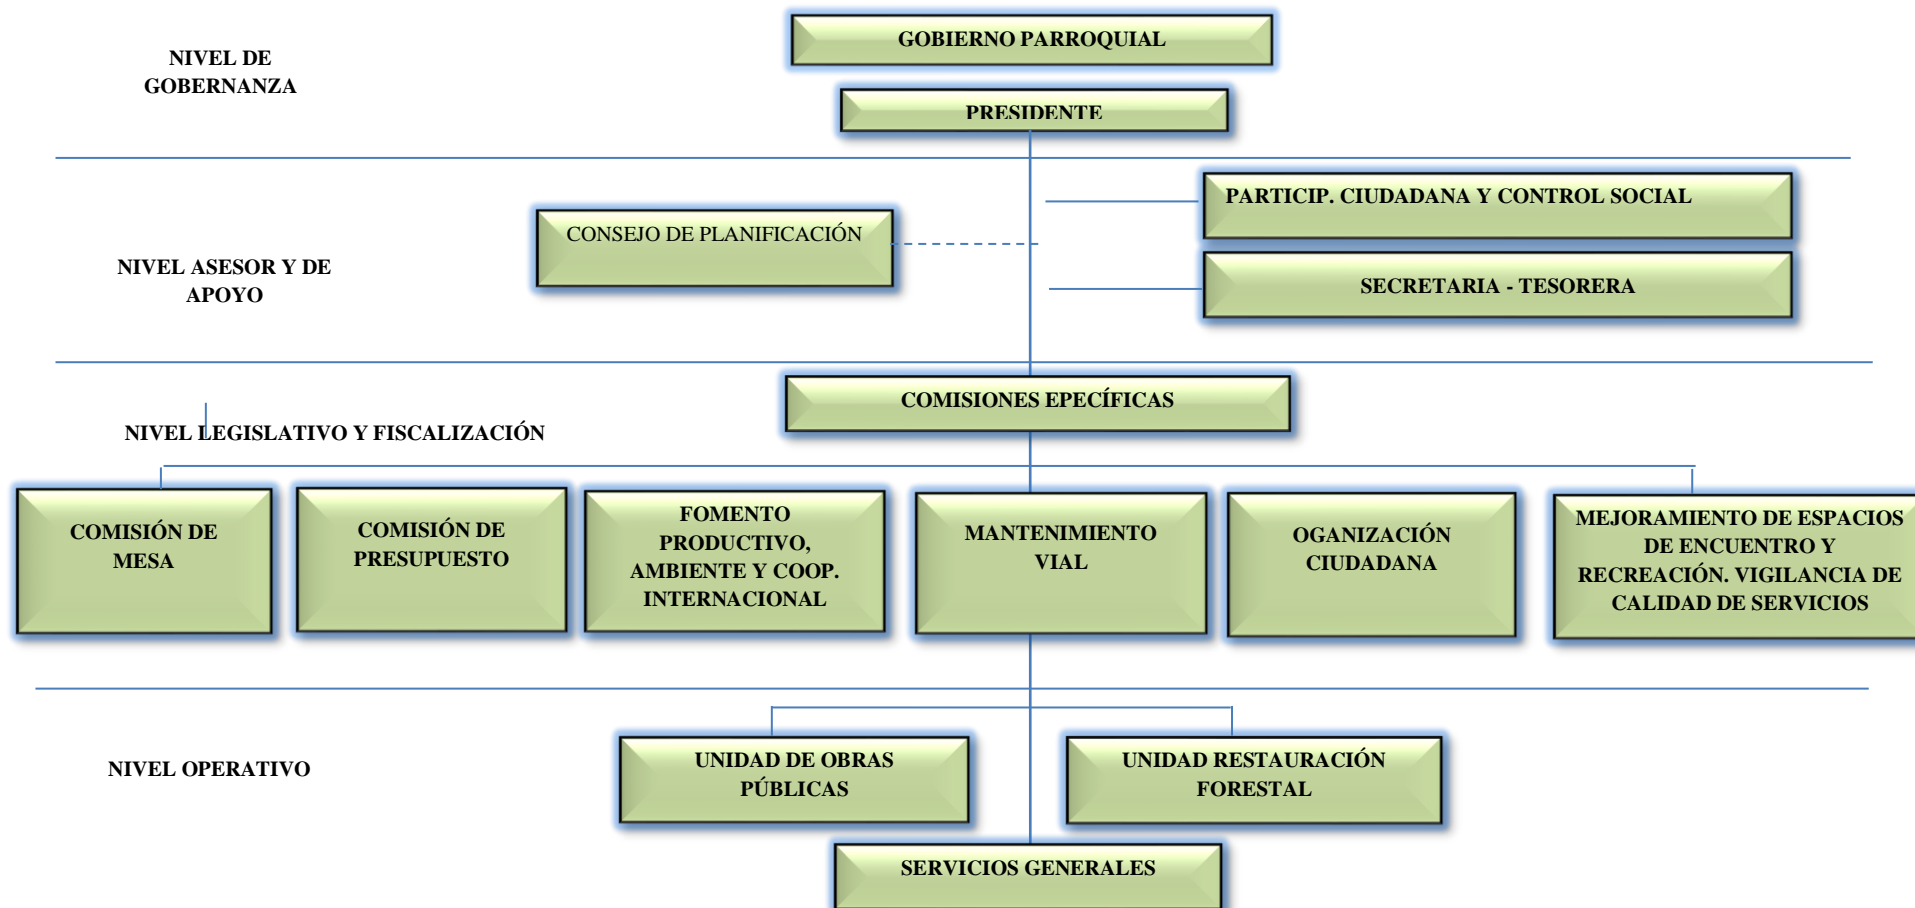 GOBIERNO PARROQUIAL
NIVEL DE
GOBERNANZA
PRESIDENTE
PARTICIP. CIUDADANA Y CONTROL SOCIAL
CONSEJO DE PLANIFICACIÓN
NIVEL ASESOR Y DE
APOYO
SECRETARIA - TESORERA
COMISIONES EPECÍFICAS
NIVEL LEGISLATIVO Y FISCALIZACIÓN
COMISIÓN DE
MESA
COMISIÓN DE
PRESUPUESTO
FOMENTO
PRODUCTIVO,
AMBIENTE Y COOP.
INTERNACIONAL
MANTENIMIENTO
VIAL
OGANIZACIÓN
CIUDADANA
MEJORAMIENTO DE ESPACIOS
DE ENCUENTRO Y
RECREACIÓN. VIGILANCIA DE
CALIDAD DE SERVICIOS
NIVEL OPERATIVO
UNIDAD DE OBRAS
PÚBLICAS
UNIDAD RESTAURACIÓN
FORESTAL
SERVICIOS GENERALES